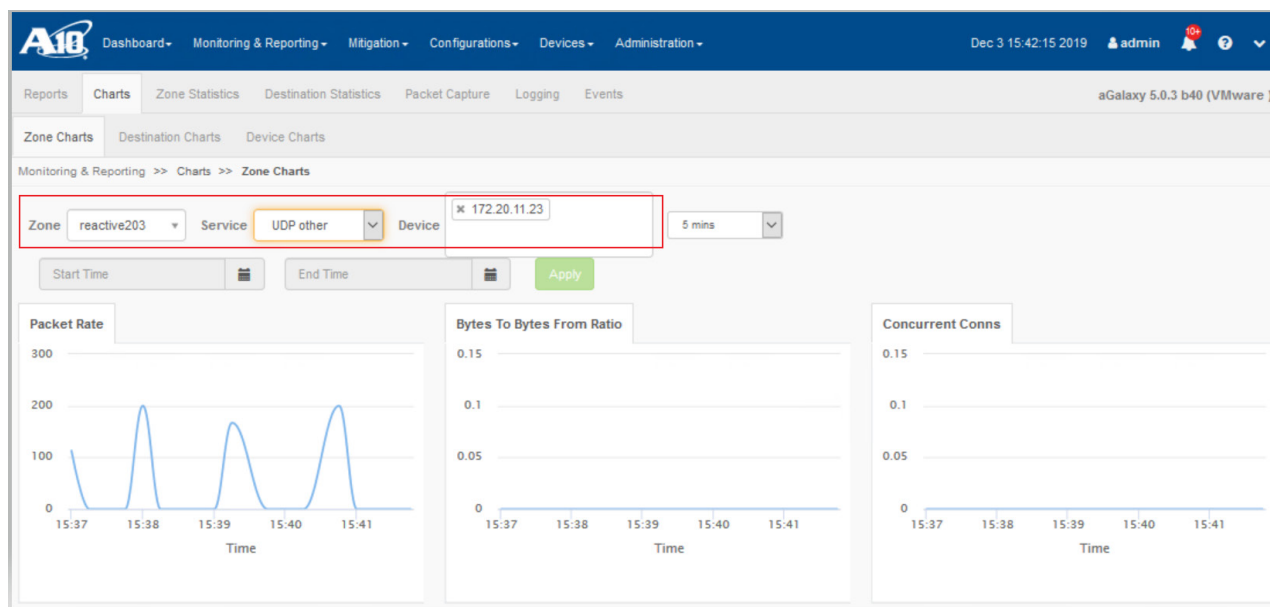 A10 Dashboard Monitoring & Reporting Mitigation Configurations Devices Administration Dec 3 15:42:15 2019 admin 10+
Reports Charts Zone Statistics Destination Statistics Packet Capture Logging Events aGalaxy 5.0.3 b40 (VMware )
Zone Charts Destination Charts Device Charts
Monitoring & Reporting >> Charts >> Zone Charts
Zone reactive203 Service UDP other Device × 172.20.11.23 5 mins
Start Time End Time Apply
Packet Rate
300
200
100
0
15:37 15:38 15:39 15:40 15:41
Time
Bytes To Bytes From Ratio
0.15
0.1
0.05
0
15:37 15:38 15:39 15:40 15:41
Time
Concurrent Conns
0.15
0.1
0.05
0
15:37 15:38 15:39 15:40 15:41
Time